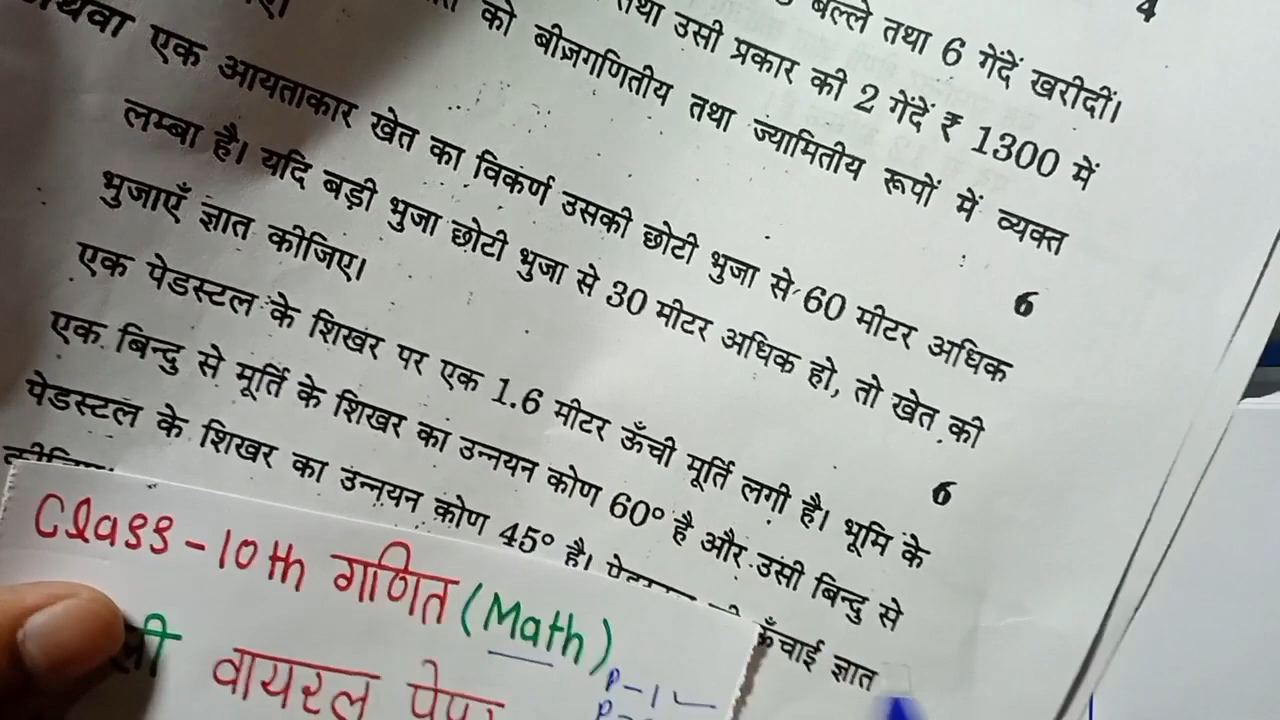 4
बल्ले तथा 6 गेंदें खरीदीं।
तथा उसी प्रकार की 2 गेंदें ₹ 1300 में
को बीजगणितीय तथा ज्यामितीय रूपों में व्यक्त
6
एक आयताकार खेत का विकर्ण उसकी छोटी भुजा से 60 मीटर अधिक
लम्बा है। यदि बड़ी भुजा छोटी भुजा से 30 मीटर अधिक हो, तो खेत की
भुजाएँ ज्ञात कीजिए।
6
एक पेडस्टल के शिखर पर एक 1.6 मीटर ऊँची मूर्ति लगी है। भूमि के
एक बिन्दु से मूर्ति के शिखर का उन्नयन कोण 60° है और उसी बिन्दु से
पेडस्टल के शिखर का उन्नयन कोण 45° है। ऊँचाई ज्ञात
Class-10th गणित (Math)
वायरल
P-1